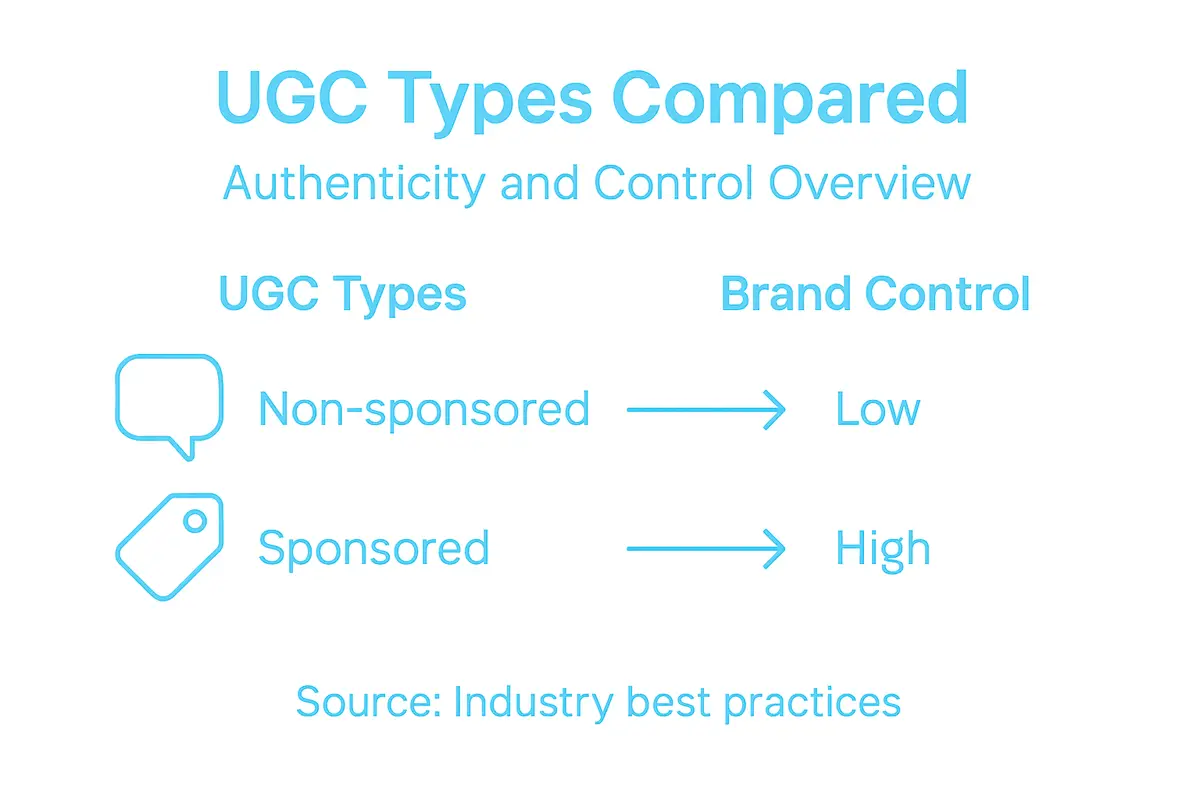 UGC Types Compared
Authenticity and Control Overview
UGC Types Brand Control
Non-sponsored Low
Sponsored High
Source: Industry best practices